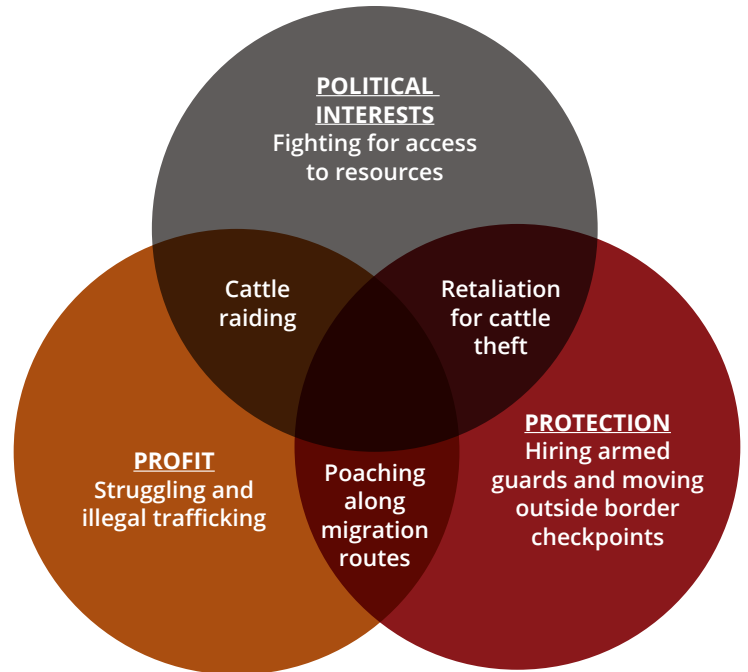 POLITICAL
INTERESTS
Fighting for access
to resources
Cattle
raiding
Retaliation
for cattle
theft
PROFIT
Struggling and
illegal trafficking
Poaching
along
migration
routes
PROTECTION
Hiring armed
guards and moving
outside border
checkpoints